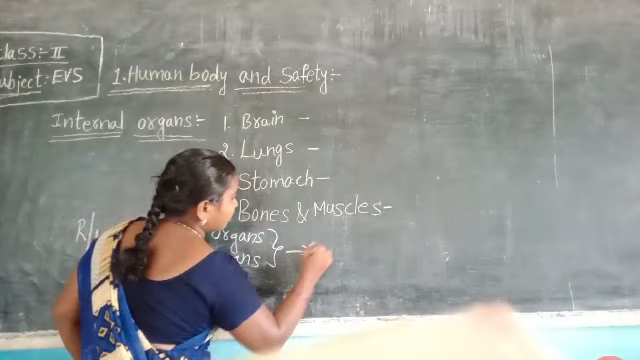 Class:- II
Subject: EVS
1. Human body and Safety:-
Internal organs:- 1. Brain -
2. Lungs -
Stomach -
Bones & Muscles -
organs